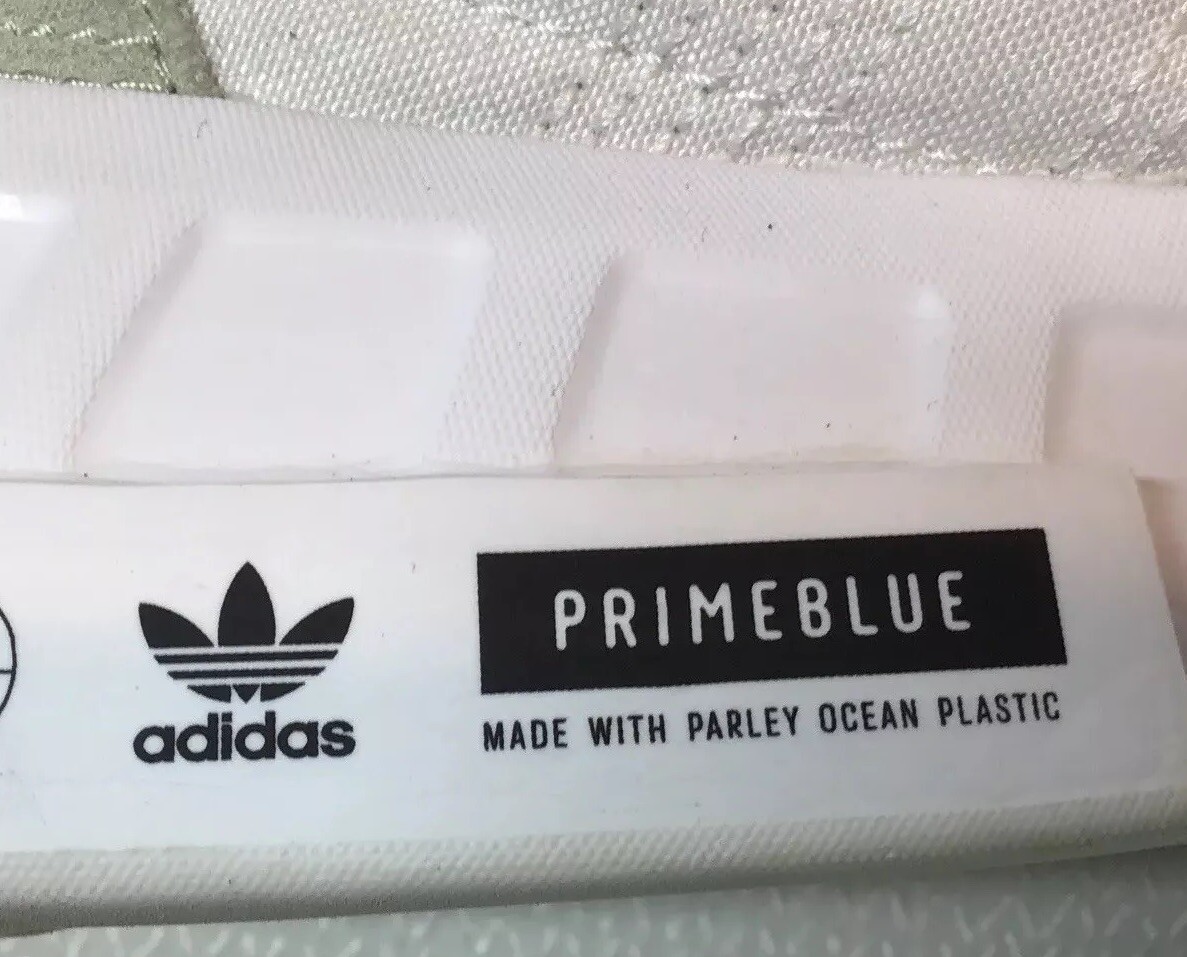 adidas
PRIMEBLUE
MADE WITH PARLEY OCEAN PLASTIC